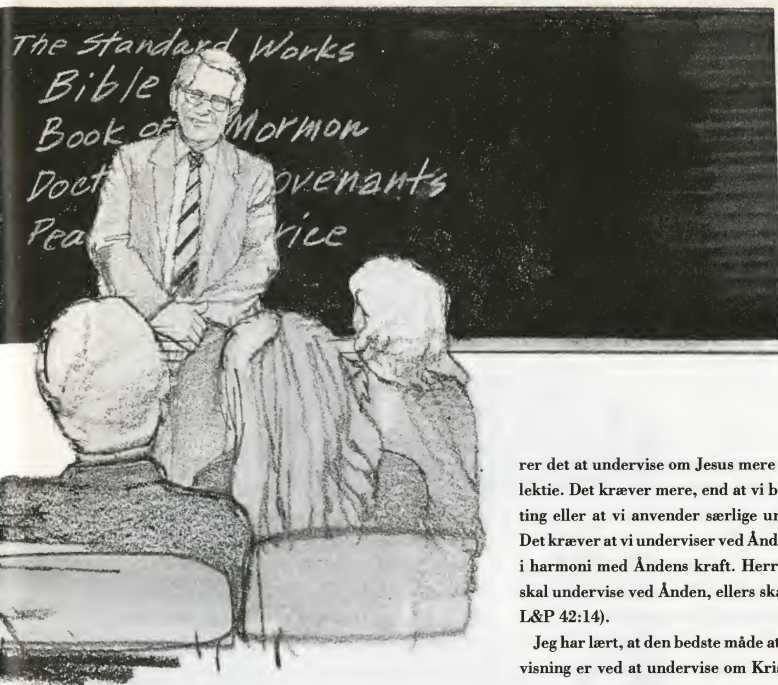 The Standard Works
Bible
Book of Mormon
Doct ovenants
Pea rice
rer det at undervise om Jesus mere
lektie. Det kræver mere, end at vi b
ting eller at vi anvender særlige ur
Det kræver at vi underviser ved Ånd
i harmoni med Åndens kraft. Herr
skal undervise ved Ånden, ellers ska
L&P 42:14).
Jeg har lært, at den bedste måde at
visning er ved at undervise om Kris